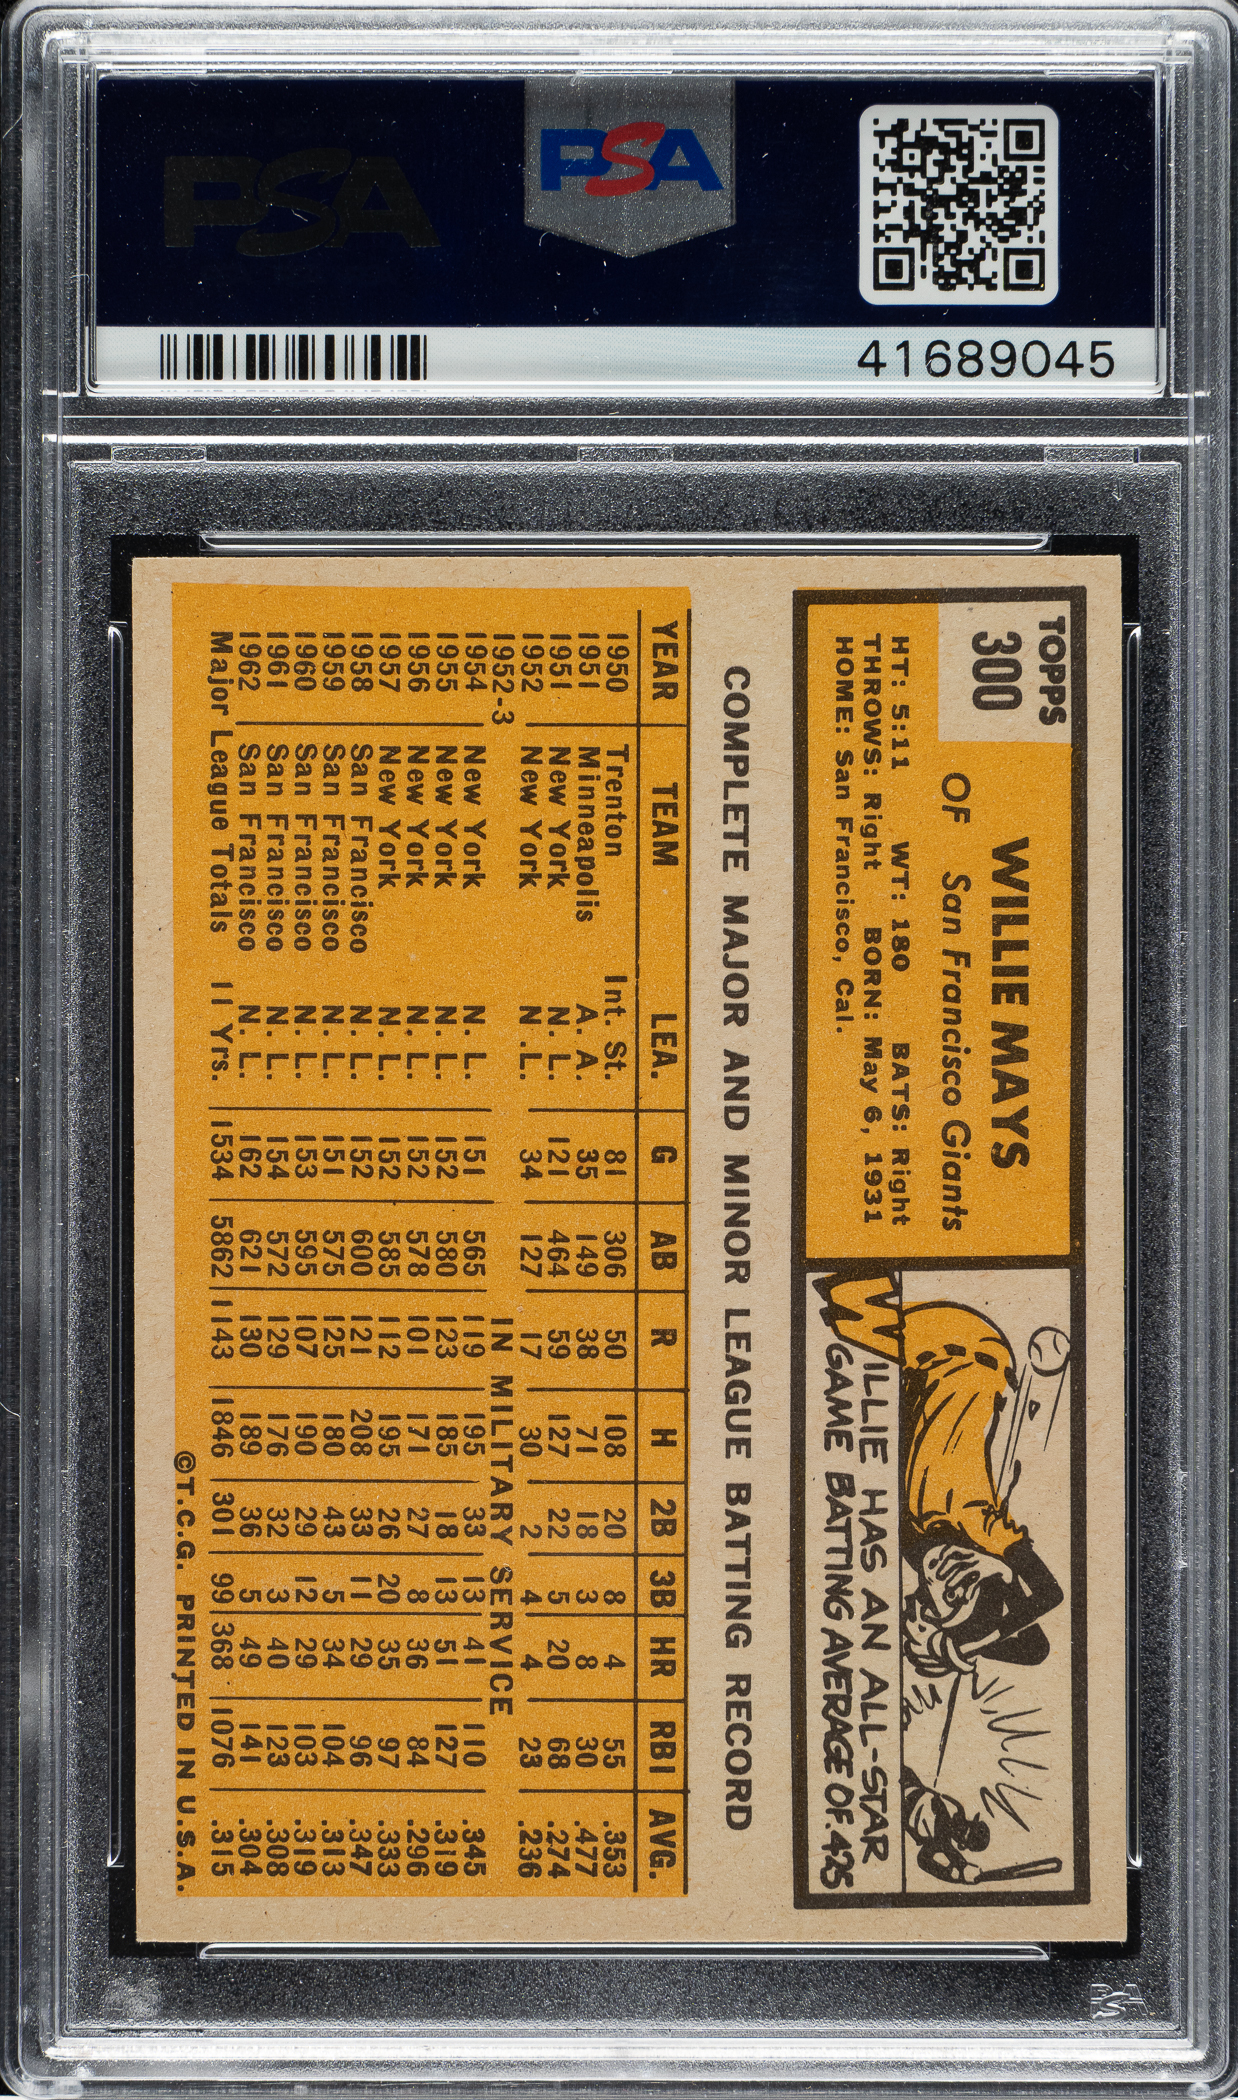 PSA
PSA
41689045
TOPPS
300
WILLIE MAYS
OF San Francisco Giants
HT: 5:11 WT: 180 BATS: Right
THROWS: Right BORN: May 6, 1931
HOME: San Francisco, Cal.
WILLIE HAS AN ALL-STAR
GAME BATTING AVERAGE OF .425
COMPLETE MAJOR AND MINOR LEAGUE BATTING RECORD
YEAR TEAM LEA. G AB R H 2B 3B HR RBI AVG.
1950 Trenton Int. St. 81 306 50 108 20 8 4 55 .353
1951 Minneapolis A. A. 35 149 38 71 18 3 8 30 .477
1951 New York N. L. 121 464 59 127 22 5 20 68 .274
1952 New York N. L. 34 127 17 30 2 4 4 23 .236
1952-3 IN MILITARY SERVICE
1954 New York N. L. 151 565 119 195 33 13 41 110 .345
1955 New York N. L. 152 580 123 185 18 13 51 127 .319
1956 New York N. L. 152 578 101 171 27 8 36 84 .296
1957 New York N. L. 152 585 112 195 26 20 35 97 .333
1958 San Francisco N. L. 152 600 121 208 33 11 29 96 .347
1959 San Francisco N. L. 151 575 125 180 43 5 34 104 .313
1960 San Francisco N. L. 153 595 107 190 29 12 29 103 .319
1961 San Francisco N. L. 154 572 129 176 32 3 40 123 .308
1962 San Francisco N. L. 162 621 130 189 36 5 49 141 .304
Major League Totals 11 Yrs. 1534 5862 1143 1846 301 99 368 1076 .315
©T.C.G. PRINTED IN U.S.A.
PSA